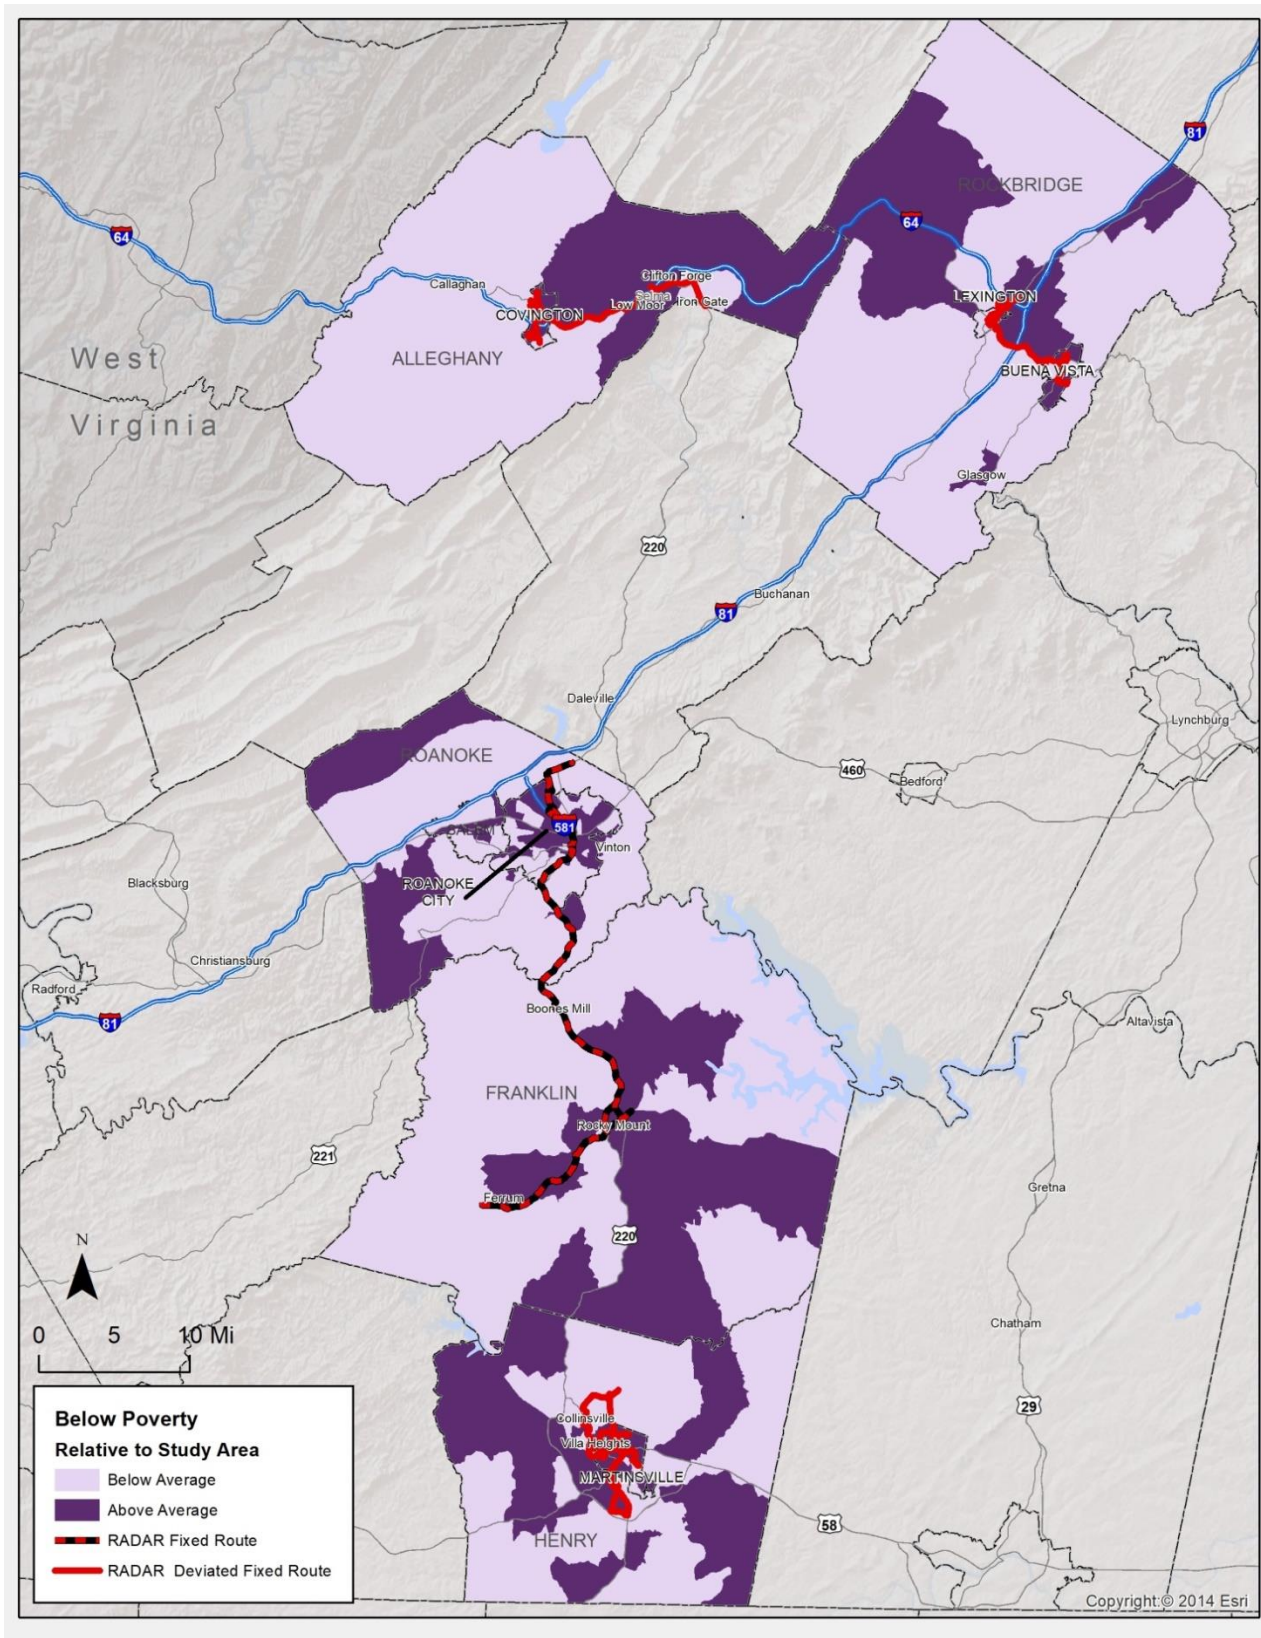 81
ROCKBRIDGE
64
64
Clifton Forge
Callaghan
Selma
LEXINGTON
Low Moor
Iron Gate
COVINGTON
West
ALLEGHANY
BUENA VISTA
Virginia
Glasgow
220
Buchanan
81
Daleville
Lynchburg
ROANOKE
460
Bedford
581
SALEM
Vinton
Blacksburg
ROANOKE
CITY
Christiansburg
Radford
Boones Mill
81
Altavista
FRANKLIN
Rocky Mount
221
Gretna
Ferrum
220
N
Chatham
0 5 10 Mi
29
Collinsville
Villa Heights
MARTINSVILLE
58
HENRY
Below Poverty
Relative to Study Area
Below Average
Above Average
RADAR Fixed Route
RADAR Deviated Fixed Route
Copyright:© 2014 Esri